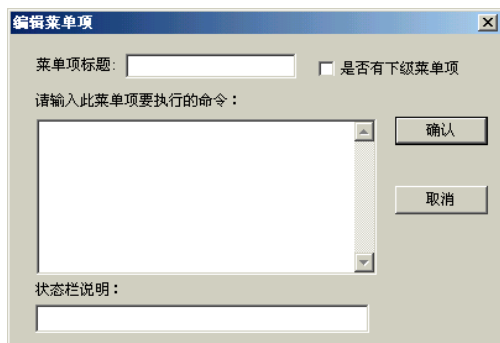 编辑菜单项
菜单项标题: 是否有下级菜单项
请输入此菜单项要执行的命令：
确认
取消
状态栏说明：